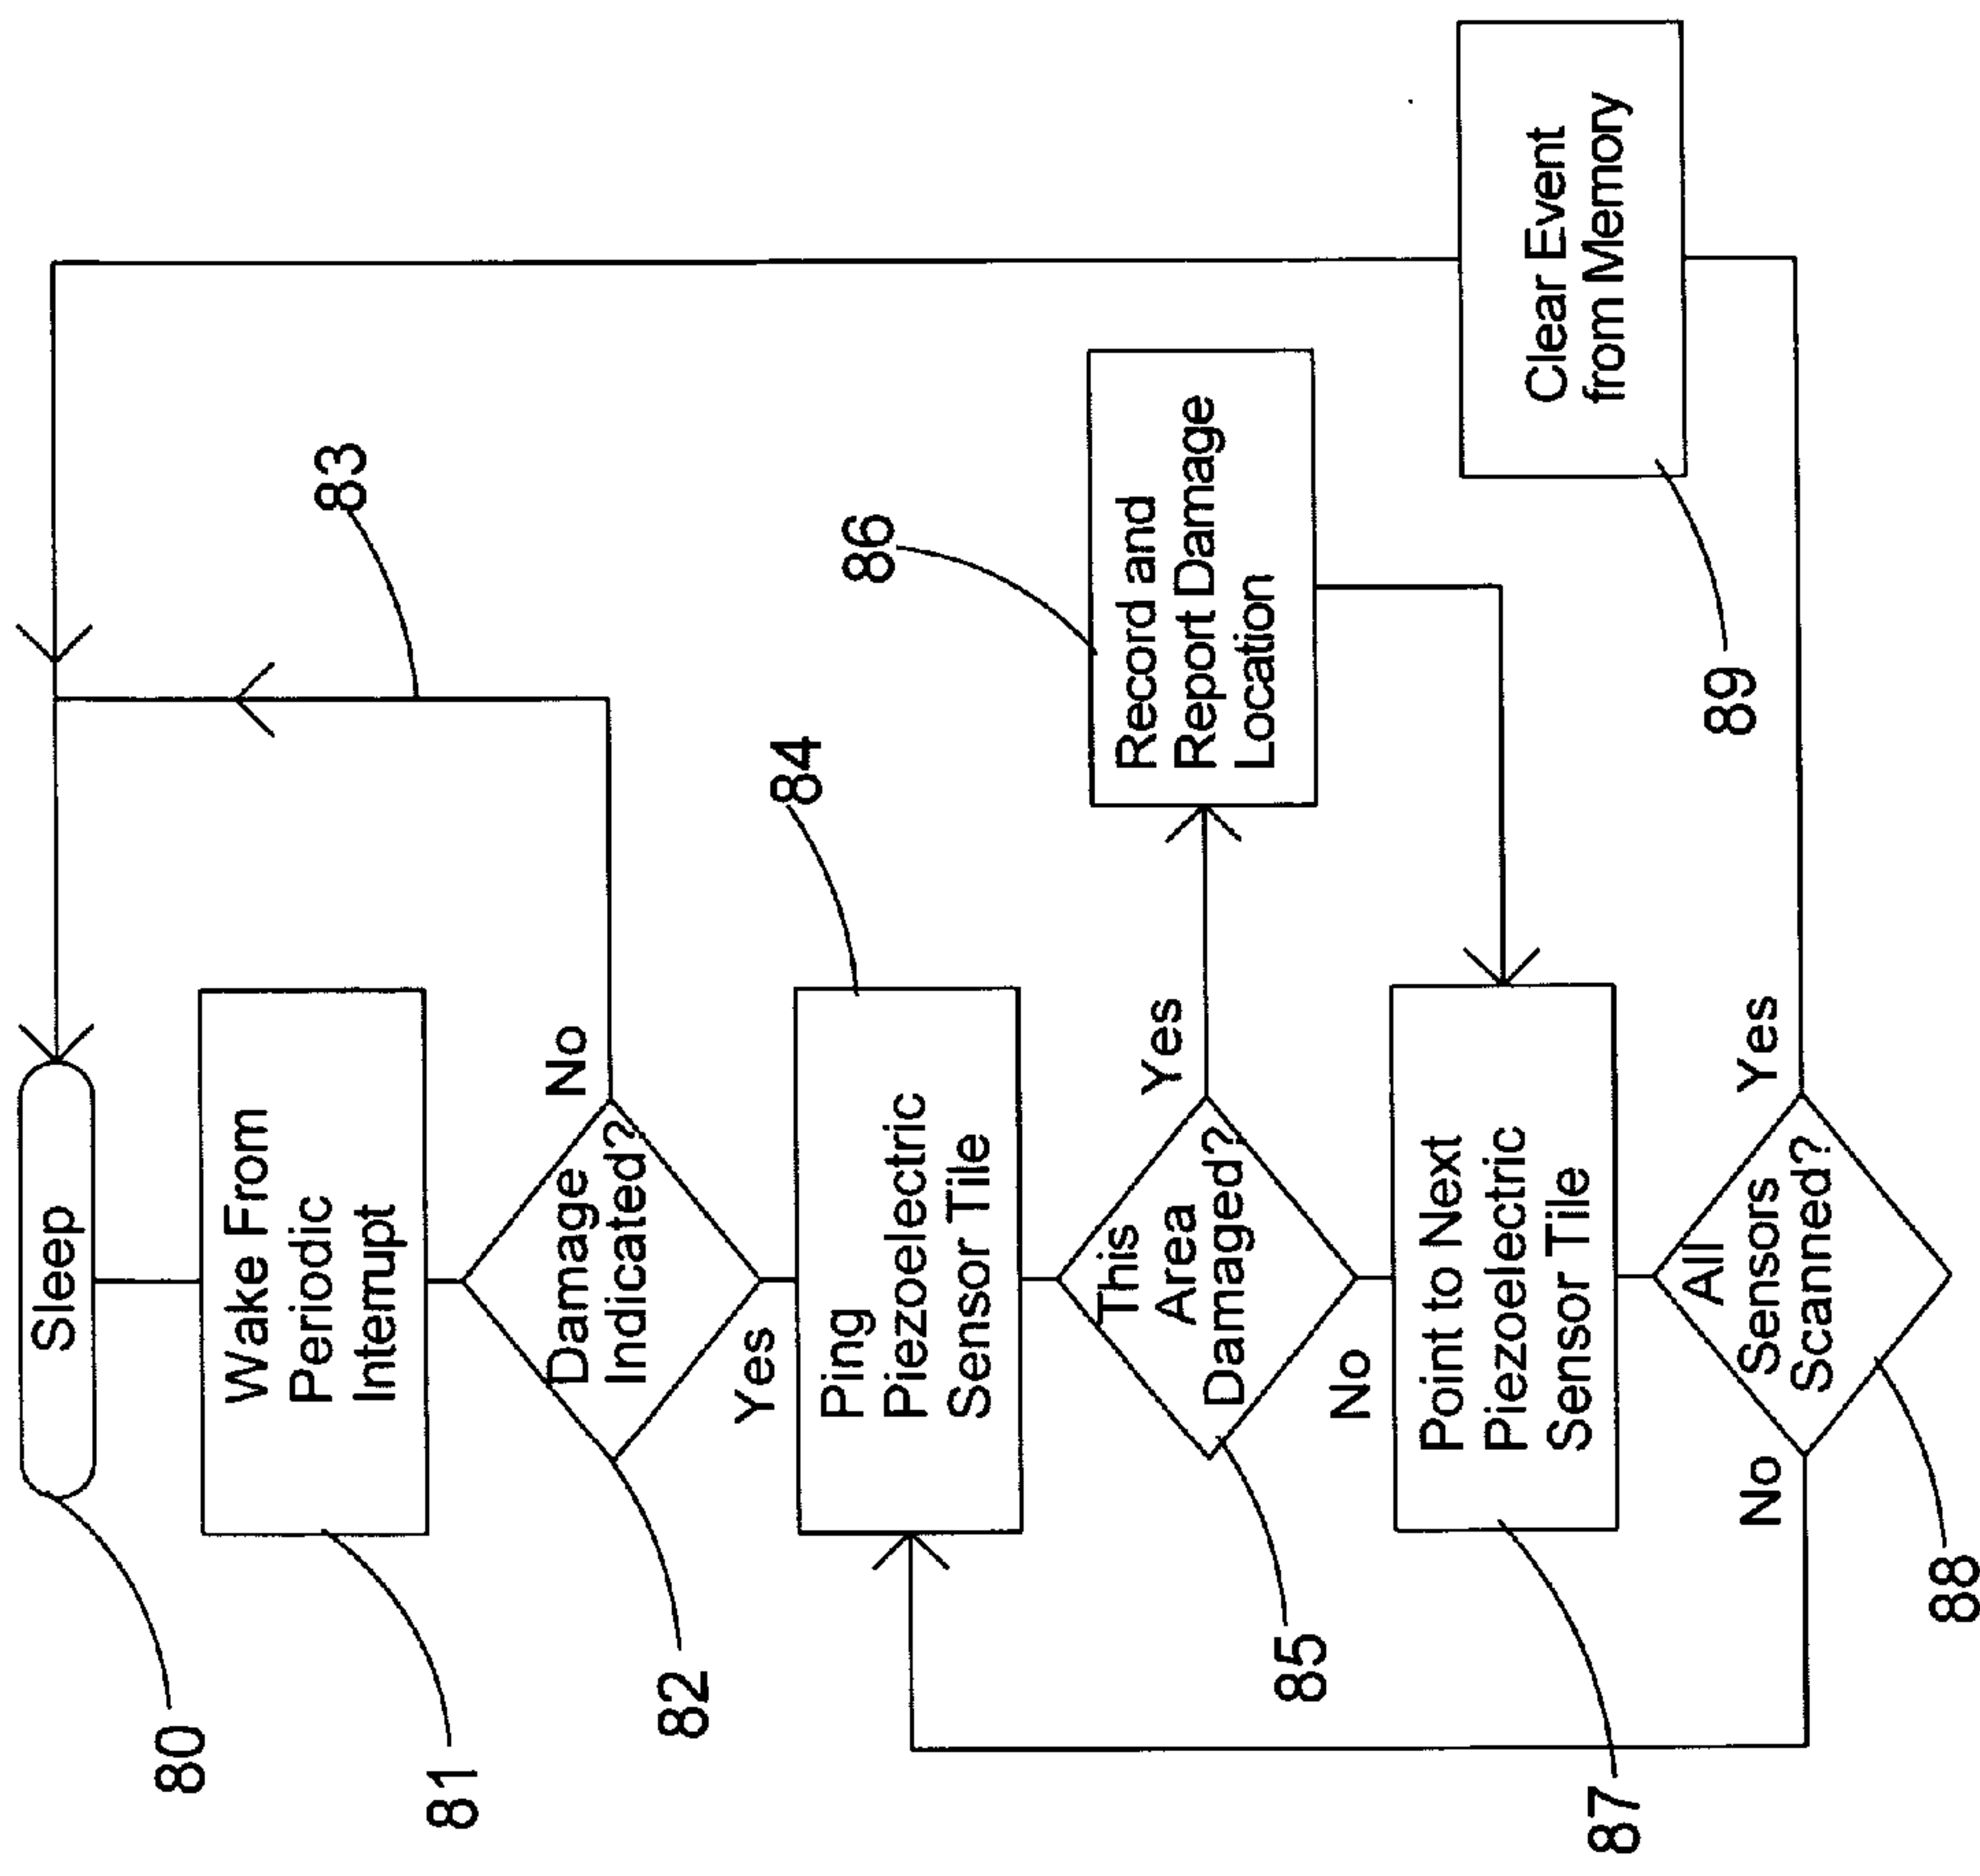 Sleep
80
Wake From
Periodic
Interrupt
81
Damage
Indicated?
82
No
83
Yes
Ping
Piezoelectric
Sensor Tile
84
This
Area
Damaged?
85
Yes
Record and
Report Damage
Location
86
No
Point to Next
Piezoelectric
Sensor Tile
87
All
Sensors
Scanned?
88
No
Yes
Clear Event
from Memory
89